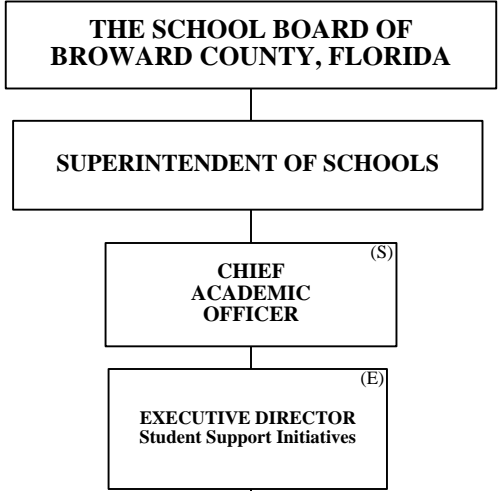 THE SCHOOL BOARD OF
BROWARD COUNTY, FLORIDA
SUPERINTENDENT OF SCHOOLS
(S)
CHIEF
ACADEMIC
OFFICER
(E)
EXECUTIVE DIRECTOR
Student Support Initiatives